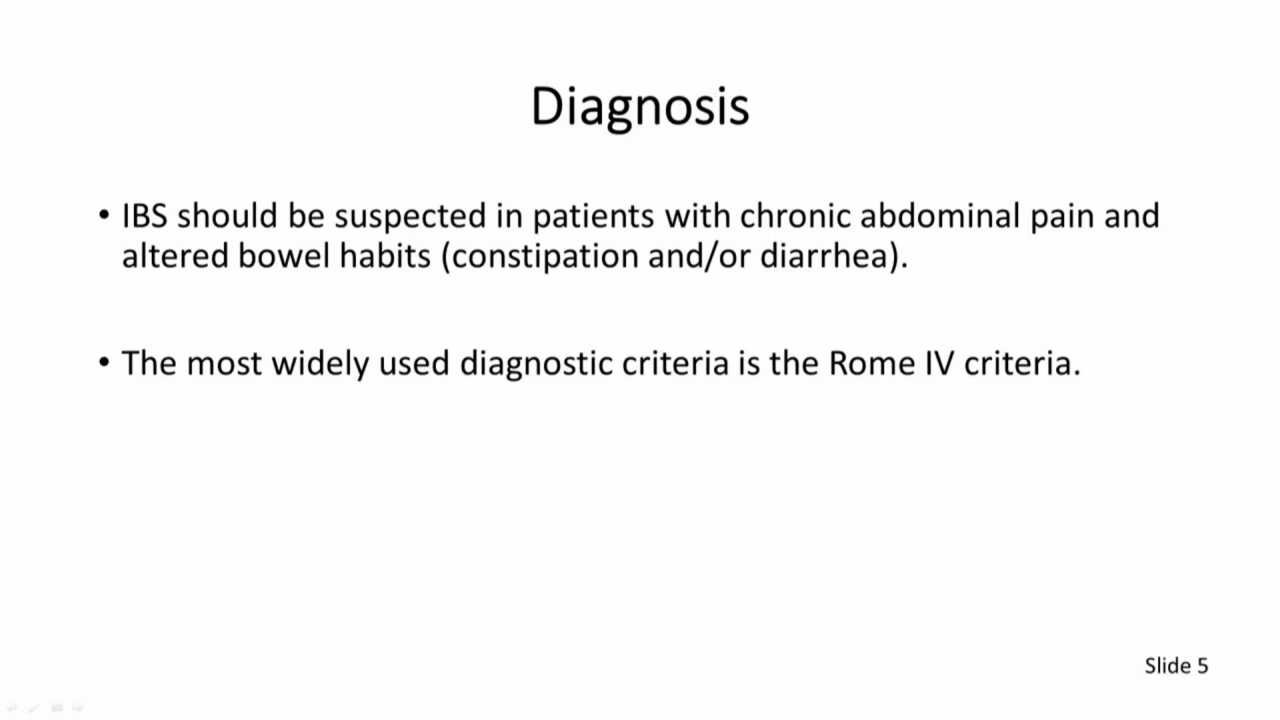 Diagnosis
• IBS should be suspected in patients with chronic abdominal pain and
altered bowel habits (constipation and/or diarrhea).
• The most widely used diagnostic criteria is the Rome IV criteria.
Slide 5